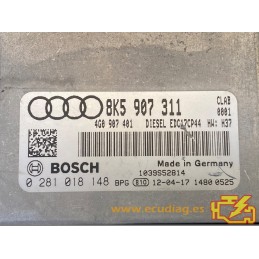 8K5 907 311
CLAB
0001
4G0 907 401 DIESEL EDC17CP44 HW: H37
Made in Germany
BOSCH
1039S52814
0 281 018 148 BPG E10 12-04-17 1480 0525
www.ecudiag.es